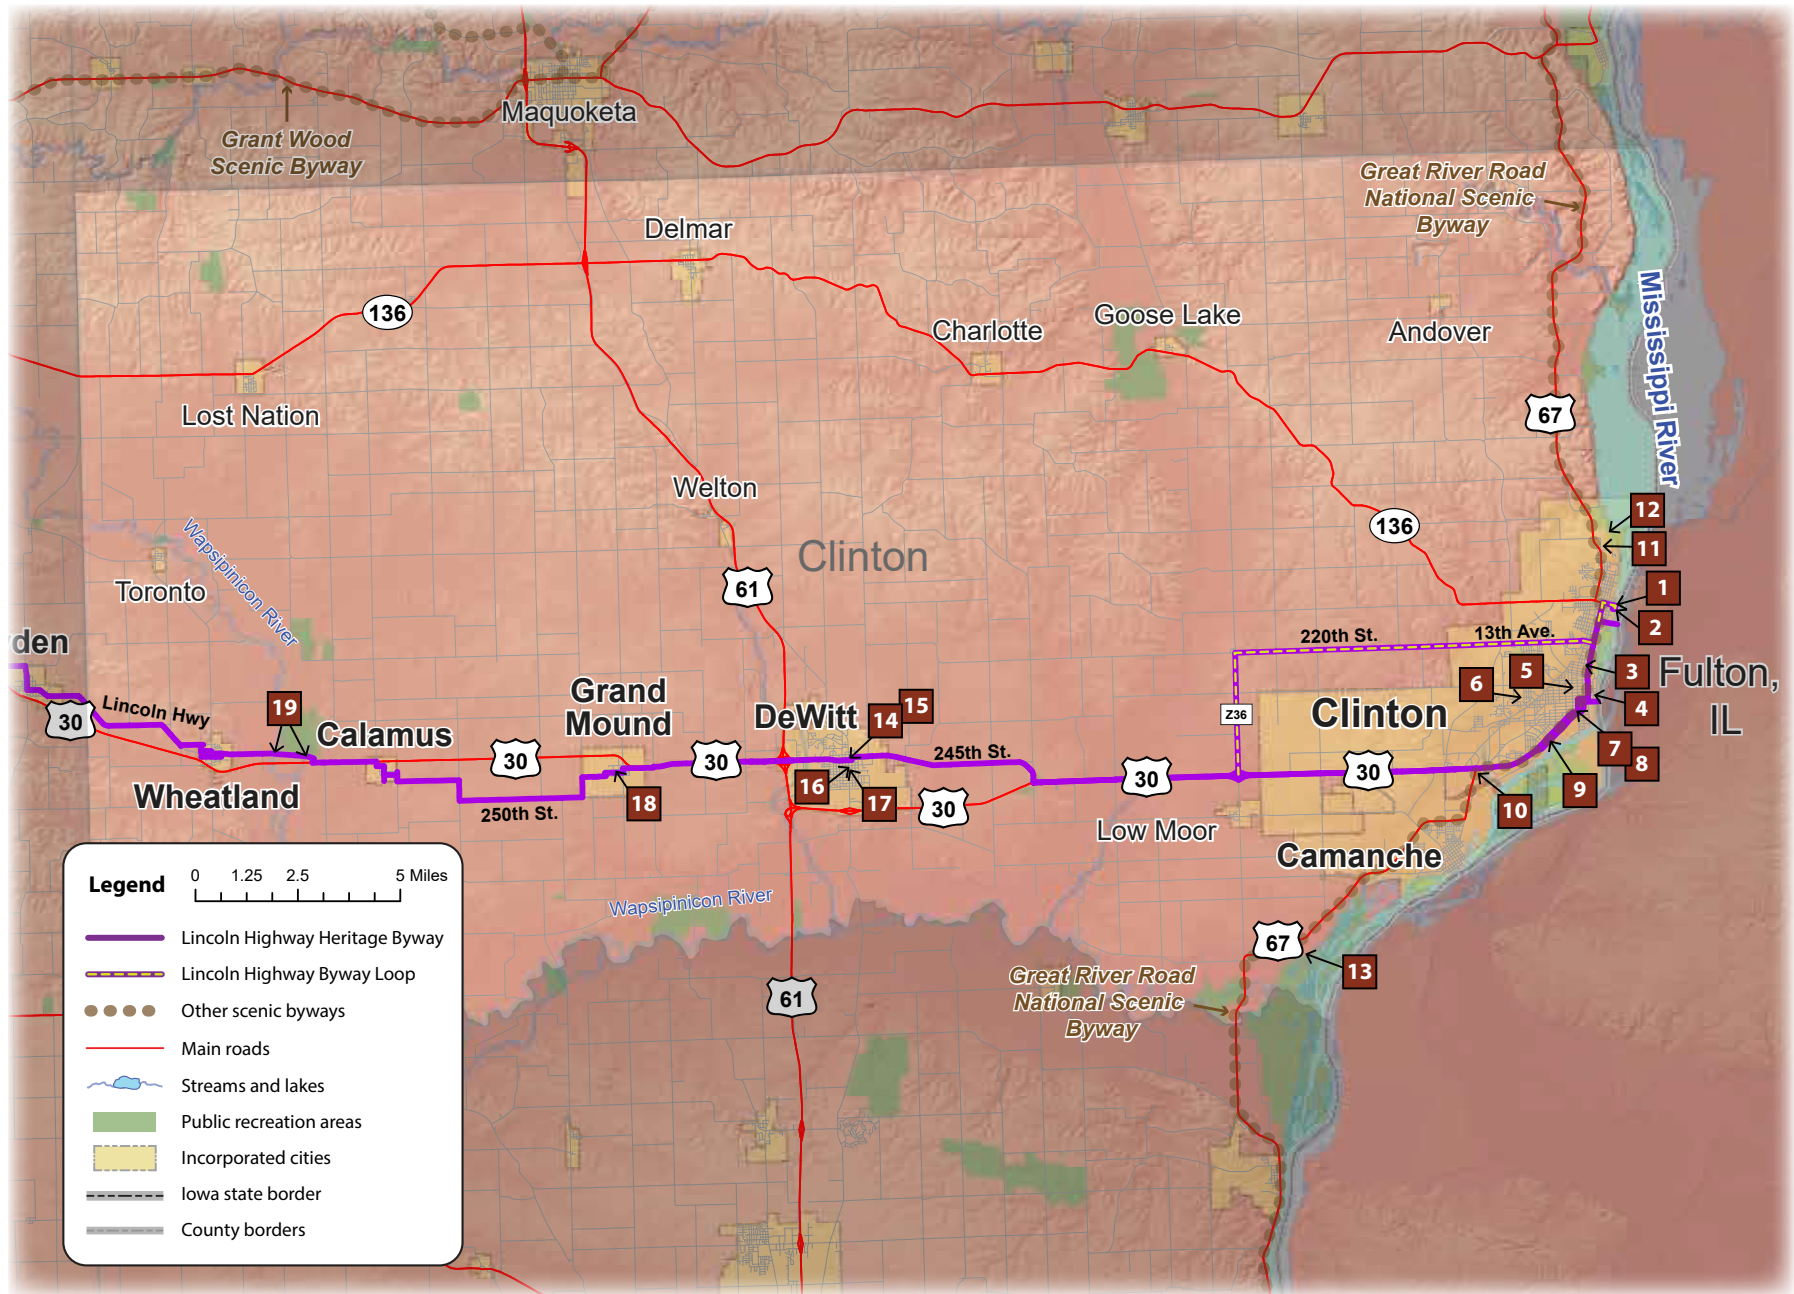 Maquoketa
Grant Wood
Scenic Byway
Great River Road
National Scenic
Byway
Delmar
136
Charlotte
Goose Lake
Andover
Mississippi River
Lost Nation
67
Welton
Clinton
136
12
11
Wapsipinicon River
Toronto
61
1
2
den
220th St.
13th Ave.
Lincoln Hwy
30
19
Calamus
Grand
Mound
DeWitt
15
14
245th St.
Z36
6
5
3
Clinton
4
Fulton,
IL
7
8
30
30
30
30
Wheatland
250th St.
18
16
17
30
Low Moor
10
9
Camanche
Wapsipinicon River
67
13
61
Great River Road
National Scenic
Byway
Legend
0 1.25 2.5 5 Miles
Lincoln Highway Heritage Byway
Lincoln Highway Byway Loop
Other scenic byways
Main roads
Streams and lakes
Public recreation areas
Incorporated cities
Iowa state border
County borders